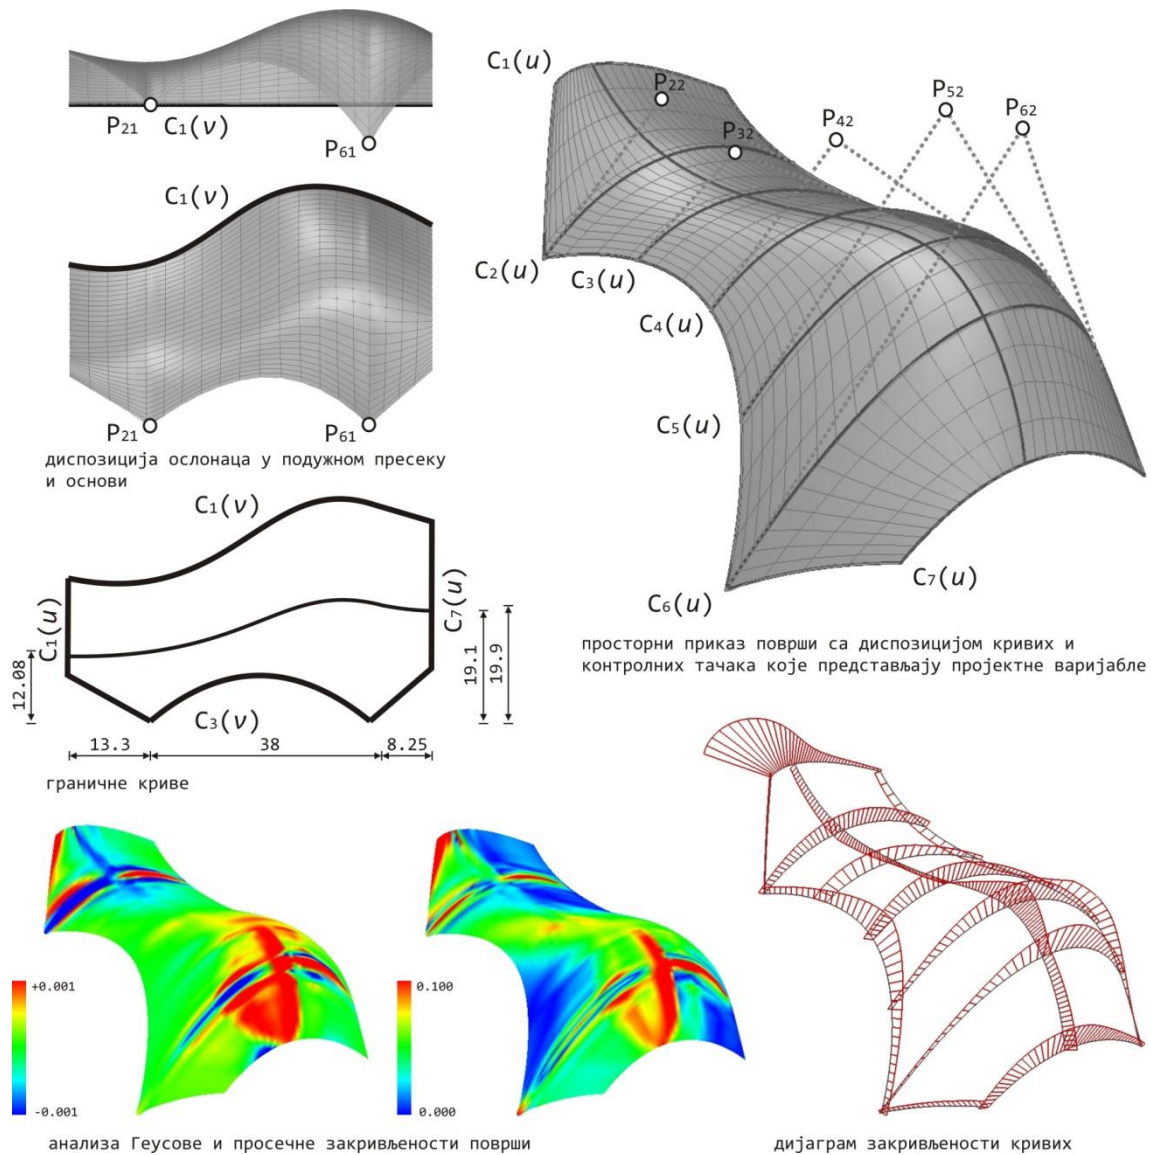 P21 C1(v)
P61
C1(v)
P21
P61
диспозиција ослонаца у подужном пресеку
и основи
C1(u)
P22
P32
P42
P52
P62
C2(u)
C3(u)
C4(u)
C5(u)
C6(u)
C7(u)
просторни приказ површи са диспозицијом кривих и
контролних тачака које представљају пројектне варијабле
C1(v)
C1(u)
C7(u)
12.08
19.1
19.9
C3(v)
13.3
38
8.25
граничне криве
+0.001
-0.001
0.100
0.000
анализа Геусове и просечне закривљености површи
дијаграм закривљености кривих